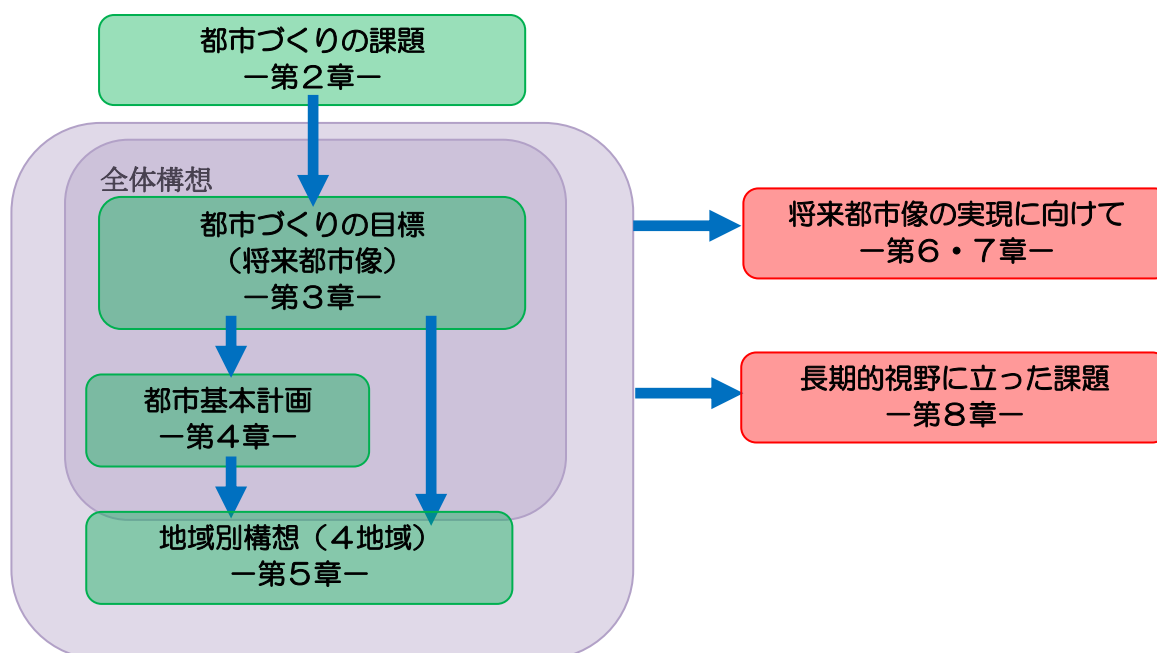 都市づくりの課題
－第２章－
全体構想
都市づくりの目標
（将来都市像）
－第３章－
都市基本計画
－第４章－
地域別構想（４地域）
－第５章－
将来都市像の実現に向けて
－第６・７章－
長期的視野に立った課題
－第８章－